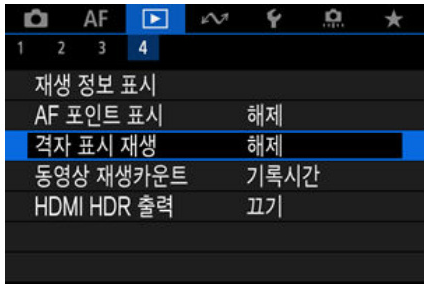 AF
1 2 3 4
재생 정보 표시
AF 포인트 표시 해제
격자 표시 재생 해제
동영상 재생카운트 기록시간
HDMI HDR 출력 끄기